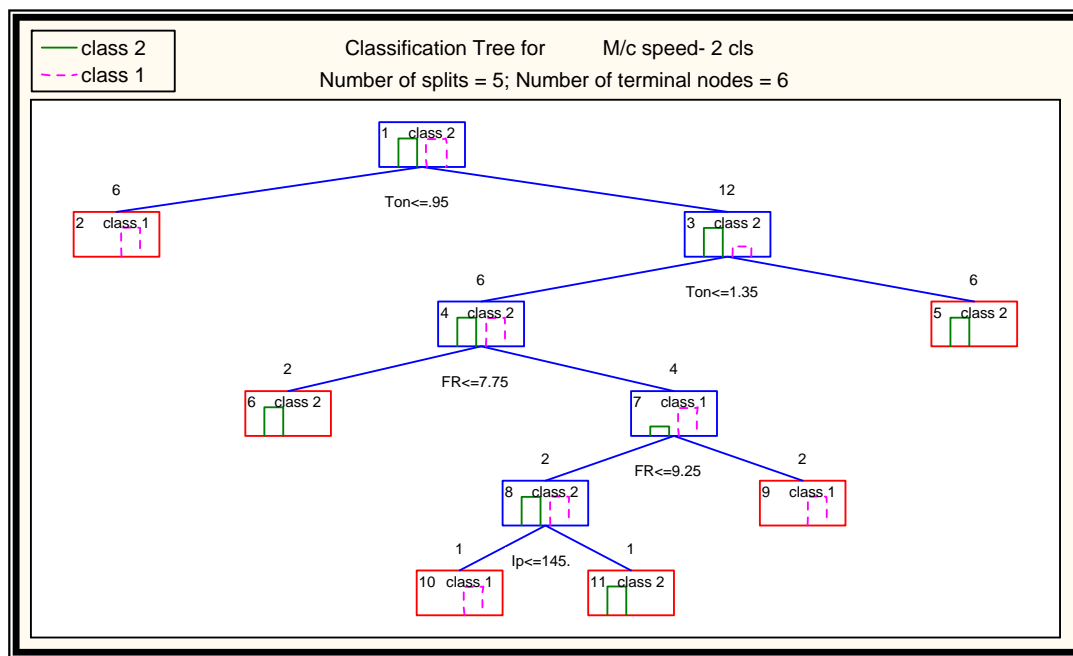 class 2
class 1
Classification Tree for M/c speed- 2 cls
Number of splits = 5; Number of terminal nodes = 6
1 class 2
6 12
Ton<=.95
2 class 1
3 class 2
6 6
Ton<=1.35
4 class 2
5 class 2
2 4
FR<=7.75
6 class 2
7 class 1
2 2
FR<=9.25
8 class 2
9 class 1
1 1
Ip<=145.
10 class 1
11 class 2